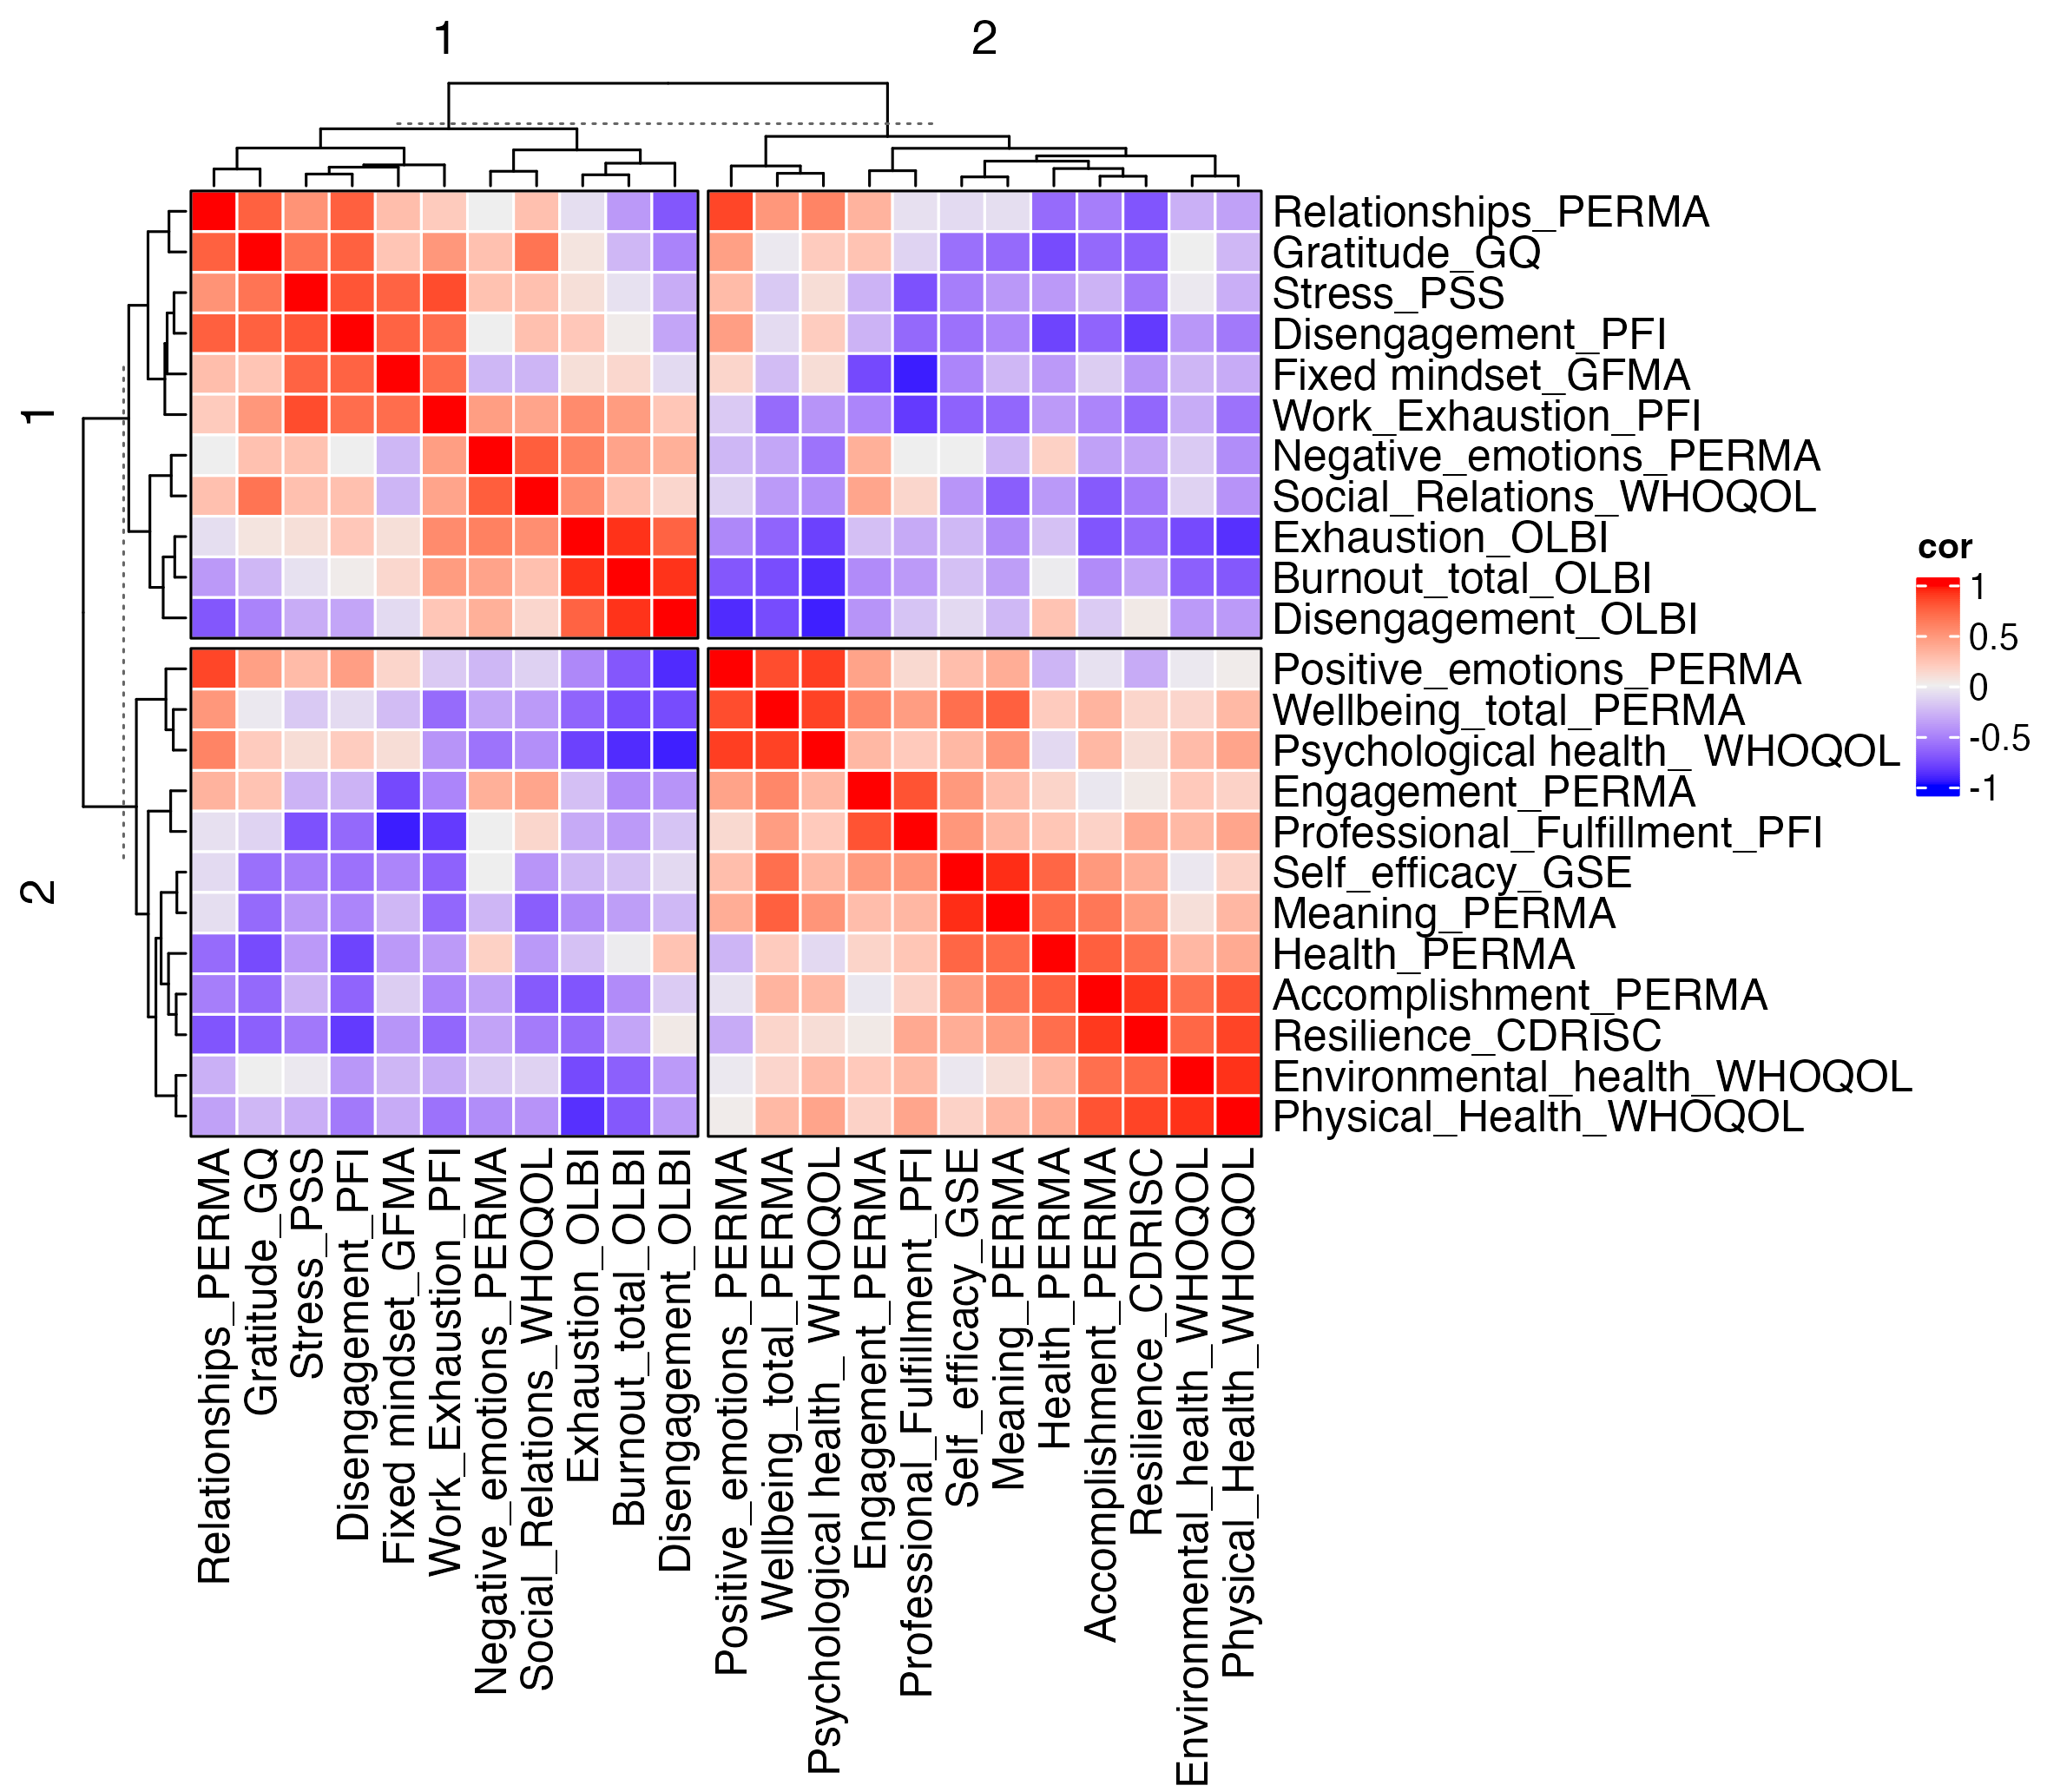 1
2
1
2
Relationships_PERMA
Gratitude_GQ
Stress_PSS
Disengagement_PFI
Fixed mindset_GFMA
Work_Exhaustion_PFI
Negative_emotions_PERMA
Social_Relations_WHOQOL
Exhaustion_OLBI
Burnout_total_OLBI
Disengagement_OLBI
Positive_emotions_PERMA
Wellbeing_total_PERMA
Psychological health_ WHOQOL
Engagement_PERMA
Professional_Fulfillment_PFI
Self_efficacy_GSE
Meaning_PERMA
Health_PERMA
Accomplishment_PERMA
Resilience_CDRISC
Environmental_health_WHOQOL
Physical_Health_WHOQOL
cor
1
0.5
0
-0.5
-1
Relationships_PERMA
Gratitude_GQ
Stress_PSS
Disengagement_PFI
Fixed mindset_GFMA
Work_Exhaustion_PFI
Negative_emotions_PERMA
Social_Relations_WHOQOL
Exhaustion_OLBI
Burnout_total_OLBI
Disengagement_OLBI
Positive_emotions_PERMA
Wellbeing_total_PERMA
Psychological health_ WHOQOL
Engagement_PERMA
Professional_Fulfillment_PFI
Self_efficacy_GSE
Meaning_PERMA
Health_PERMA
Accomplishment_PERMA
Resilience_CDRISC
Environmental_health_WHOQOL
Physical_Health_WHOQOL